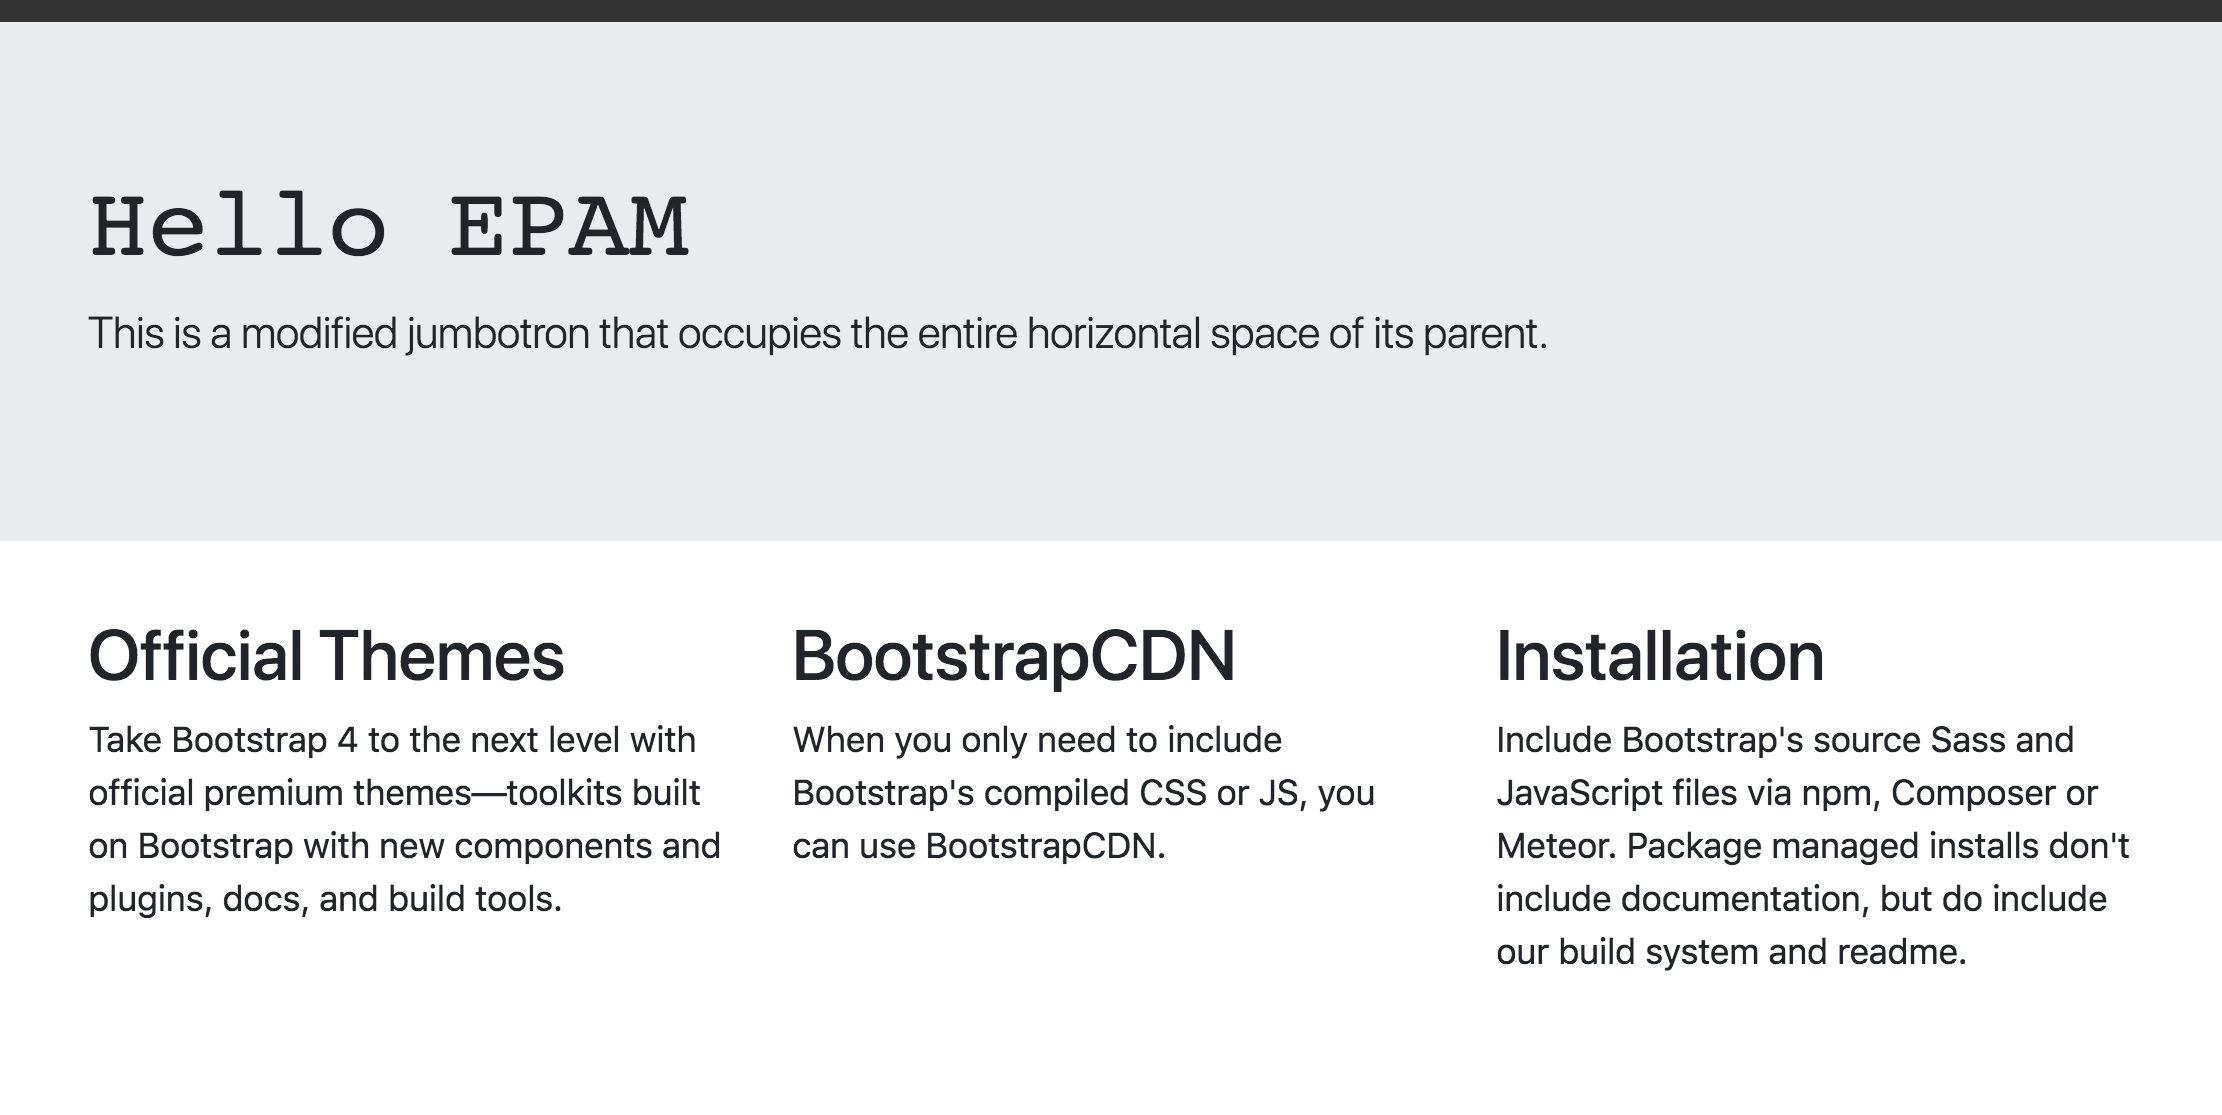 Hello EPAM
This is a modified jumbotron that occupies the entire horizontal space of its parent.
Official Themes
Take Bootstrap 4 to the next level with
official premium themes—toolkits built
on Bootstrap with new components and
plugins, docs, and build tools.
BootstrapCDN
When you only need to include
Bootstrap's compiled CSS or JS, you
can use BootstrapCDN.
Installation
Include Bootstrap's source Sass and
JavaScript files via npm, Composer or
Meteor. Package managed installs don't
include documentation, but do include
our build system and readme.